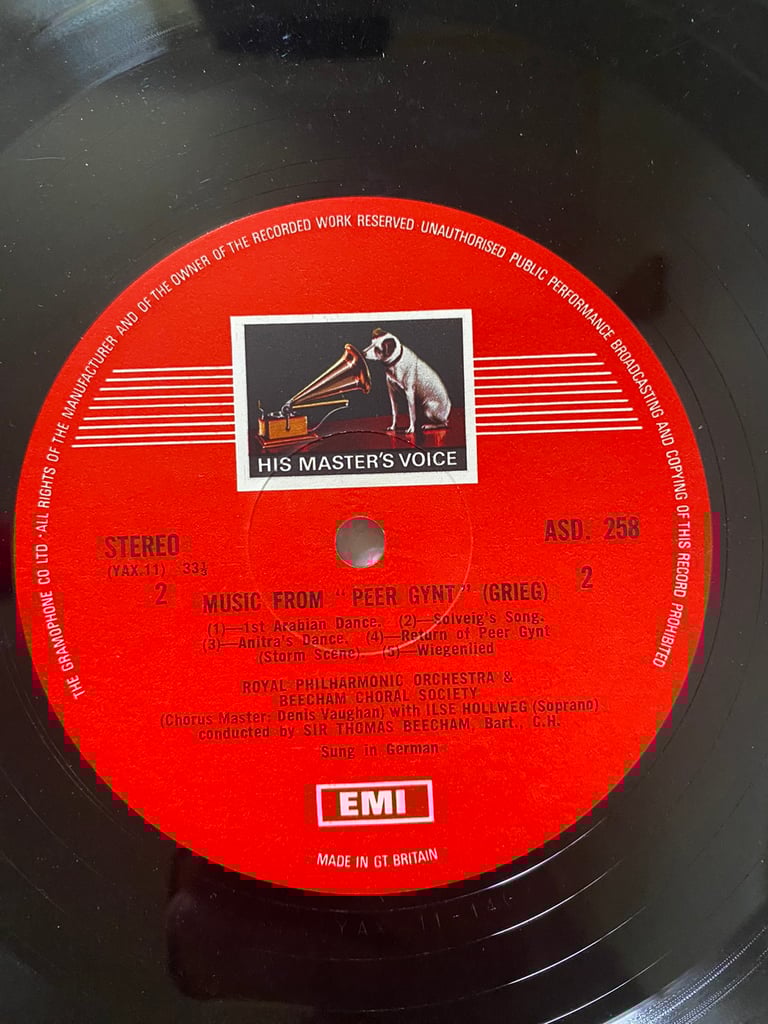 THE GRAMOPHONE CO LTD · ALL RIGHTS OF THE MANUFACTURER AND OF THE OWNER OF THE RECORDED WORK RESERVED · UNAUTHORISED PUBLIC PERFORMANCE BROADCASTING AND COPYING OF THIS RECORD PROHIBITED
HIS MASTER'S VOICE
STEREO
ASD. 258
(YAX.11) 33⅓
2
2
MUSIC FROM "PEER GYNT" (GRIEG)
(1)—1st Arabian Dance. (2)—Solveig's Song.
(3)—Anitra's Dance. (4)—Return of Peer Gynt
(Storm Scene). (5)—Wiegenlied
ROYAL PHILHARMONIC ORCHESTRA &
BEECHAM CHORAL SOCIETY
(Chorus Master: Denis Vaughan) with ILSE HOLLWEG (Soprano)
conducted by SIR THOMAS BEECHAM, Bart., C.H.
Sung in German
EMI
MADE IN GT. BRITAIN